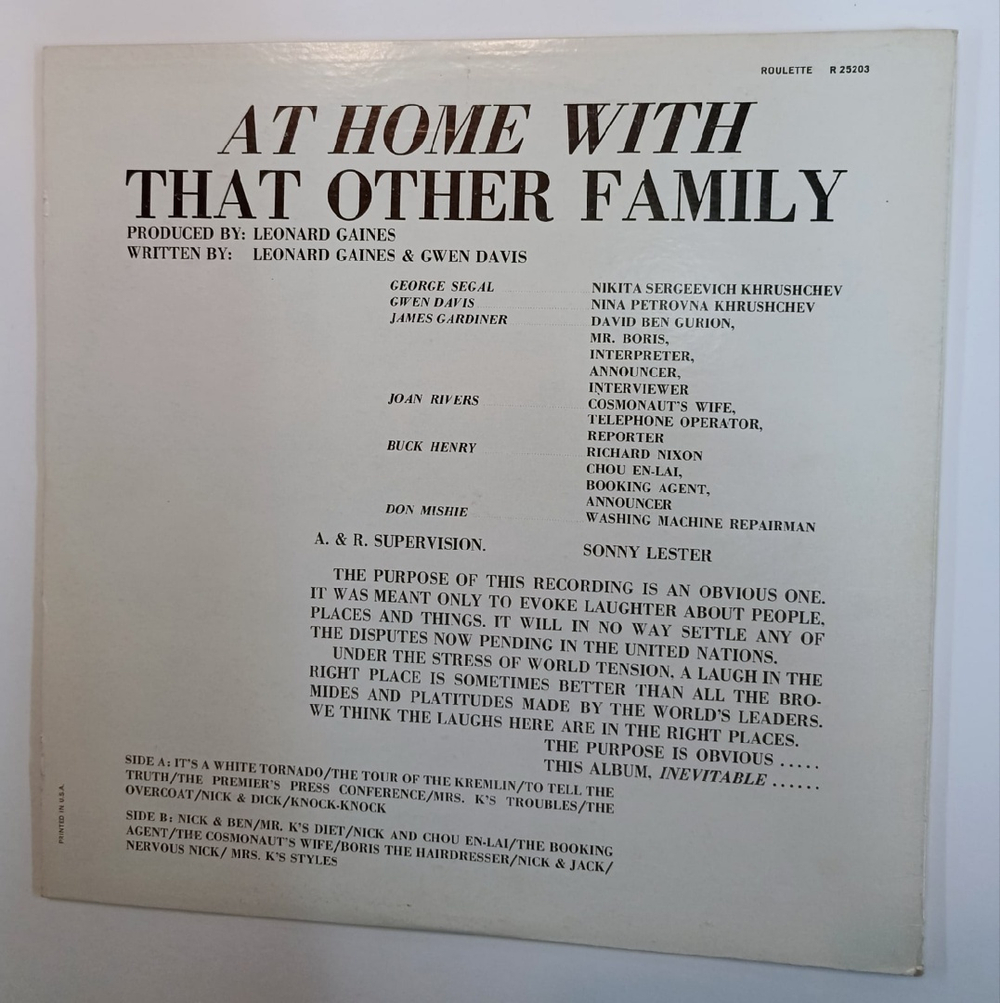 ROULETTE R 25203
AT HOME WITH
THAT OTHER FAMILY
PRODUCED BY: LEONARD GAINES
WRITTEN BY: LEONARD GAINES & GWEN DAVIS
GEORGE SEGAL NIKITA SERGEEVICH KHRUSHCHEV
GWEN DAVIS NINA PETROVNA KHRUSHCHEV
JAMES GARDINER DAVID BEN GURION,
MR. BORIS,
INTERPRETER,
ANNOUNCER,
INTERVIEWER
JOAN RIVERS COSMONAUT'S WIFE,
TELEPHONE OPERATOR,
REPORTER
BUCK HENRY RICHARD NIXON
CHOU EN-LAI,
BOOKING AGENT,
ANNOUNCER
DON MISHIE WASHING MACHINE REPAIRMAN
A. & R. SUPERVISION. SONNY LESTER
THE PURPOSE OF THIS RECORDING IS AN OBVIOUS ONE.
IT WAS MEANT ONLY TO EVOKE LAUGHTER ABOUT PEOPLE,
PLACES AND THINGS. IT WILL IN NO WAY SETTLE ANY OF
THE DISPUTES NOW PENDING IN THE UNITED NATIONS.
UNDER THE STRESS OF WORLD TENSION, A LAUGH IN THE
RIGHT PLACE IS SOMETIMES BETTER THAN ALL THE BRO-
MIDES AND PLATITUDES MADE BY THE WORLD'S LEADERS.
WE THINK THE LAUGHS HERE ARE IN THE RIGHT PLACES.
THE PURPOSE IS OBVIOUS .....
THIS ALBUM, INEVITABLE ......
SIDE A: IT'S A WHITE TORNADO/THE TOUR OF THE KREMLIN/TO TELL THE
TRUTH/THE PREMIER'S PRESS CONFERENCE/MRS. K'S TROUBLES/THE
OVERCOAT/NICK & DICK/KNOCK-KNOCK
SIDE B: NICK & BEN/MR. K'S DIET/NICK AND CHOU EN-LAI/THE BOOKING
AGENT/THE COSMONAUT'S WIFE/BORIS THE HAIRDRESSER/NICK & JACK/
NERVOUS NICK/ MRS. K'S STYLES
PRINTED IN U.S.A.